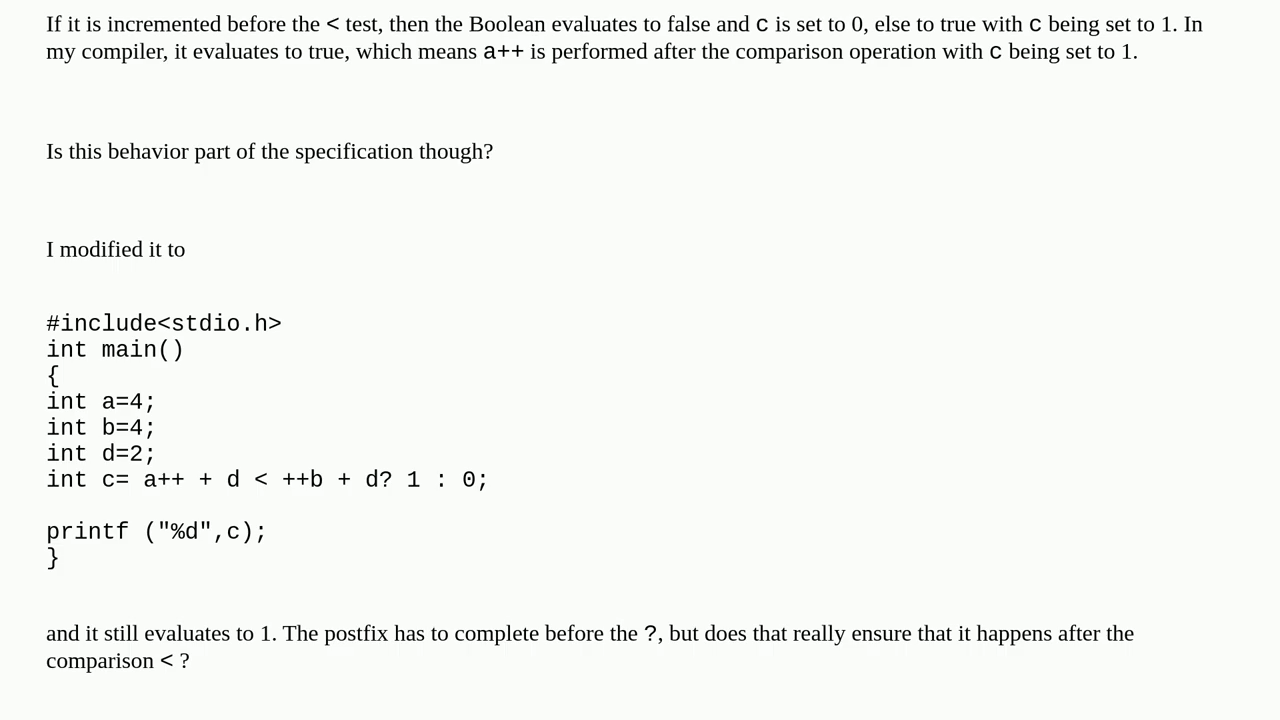 If it is incremented before the < test, then the Boolean evaluates to false and c is set to 0, else to true with c being set to 1. In
my compiler, it evaluates to true, which means a++ is performed after the comparison operation with c being set to 1.
Is this behavior part of the specification though?
I modified it to
#include<stdio.h>
int main()
{
int a=4;
int b=4;
int d=2;
int c= a++ + d < ++b + d? 1 : 0;
printf ("%d",c);
}
and it still evaluates to 1. The postfix has to complete before the ?, but does that really ensure that it happens after the
comparison < ?